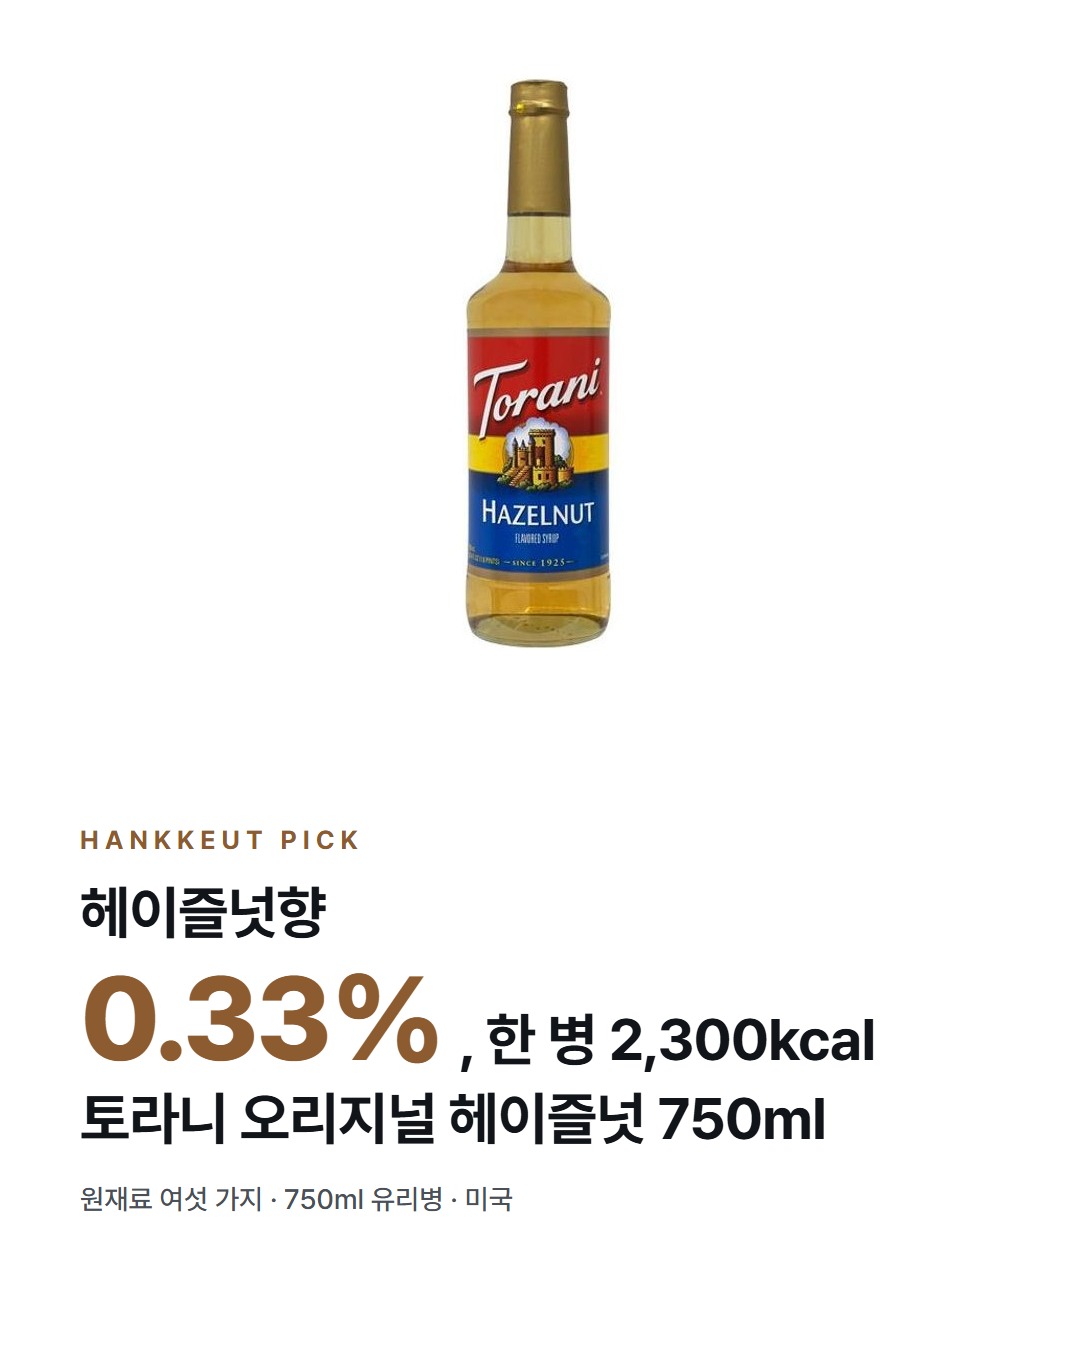 Torani
HAZELNUT
FLAVORED SYRUP
SINCE 1925
HANKKEUT PICK
헤이즐넛향
0.33% , 한 병 2,300kcal
토라니 오리지널 헤이즐넛 750ml
원재료 여섯 가지 · 750ml 유리병 · 미국